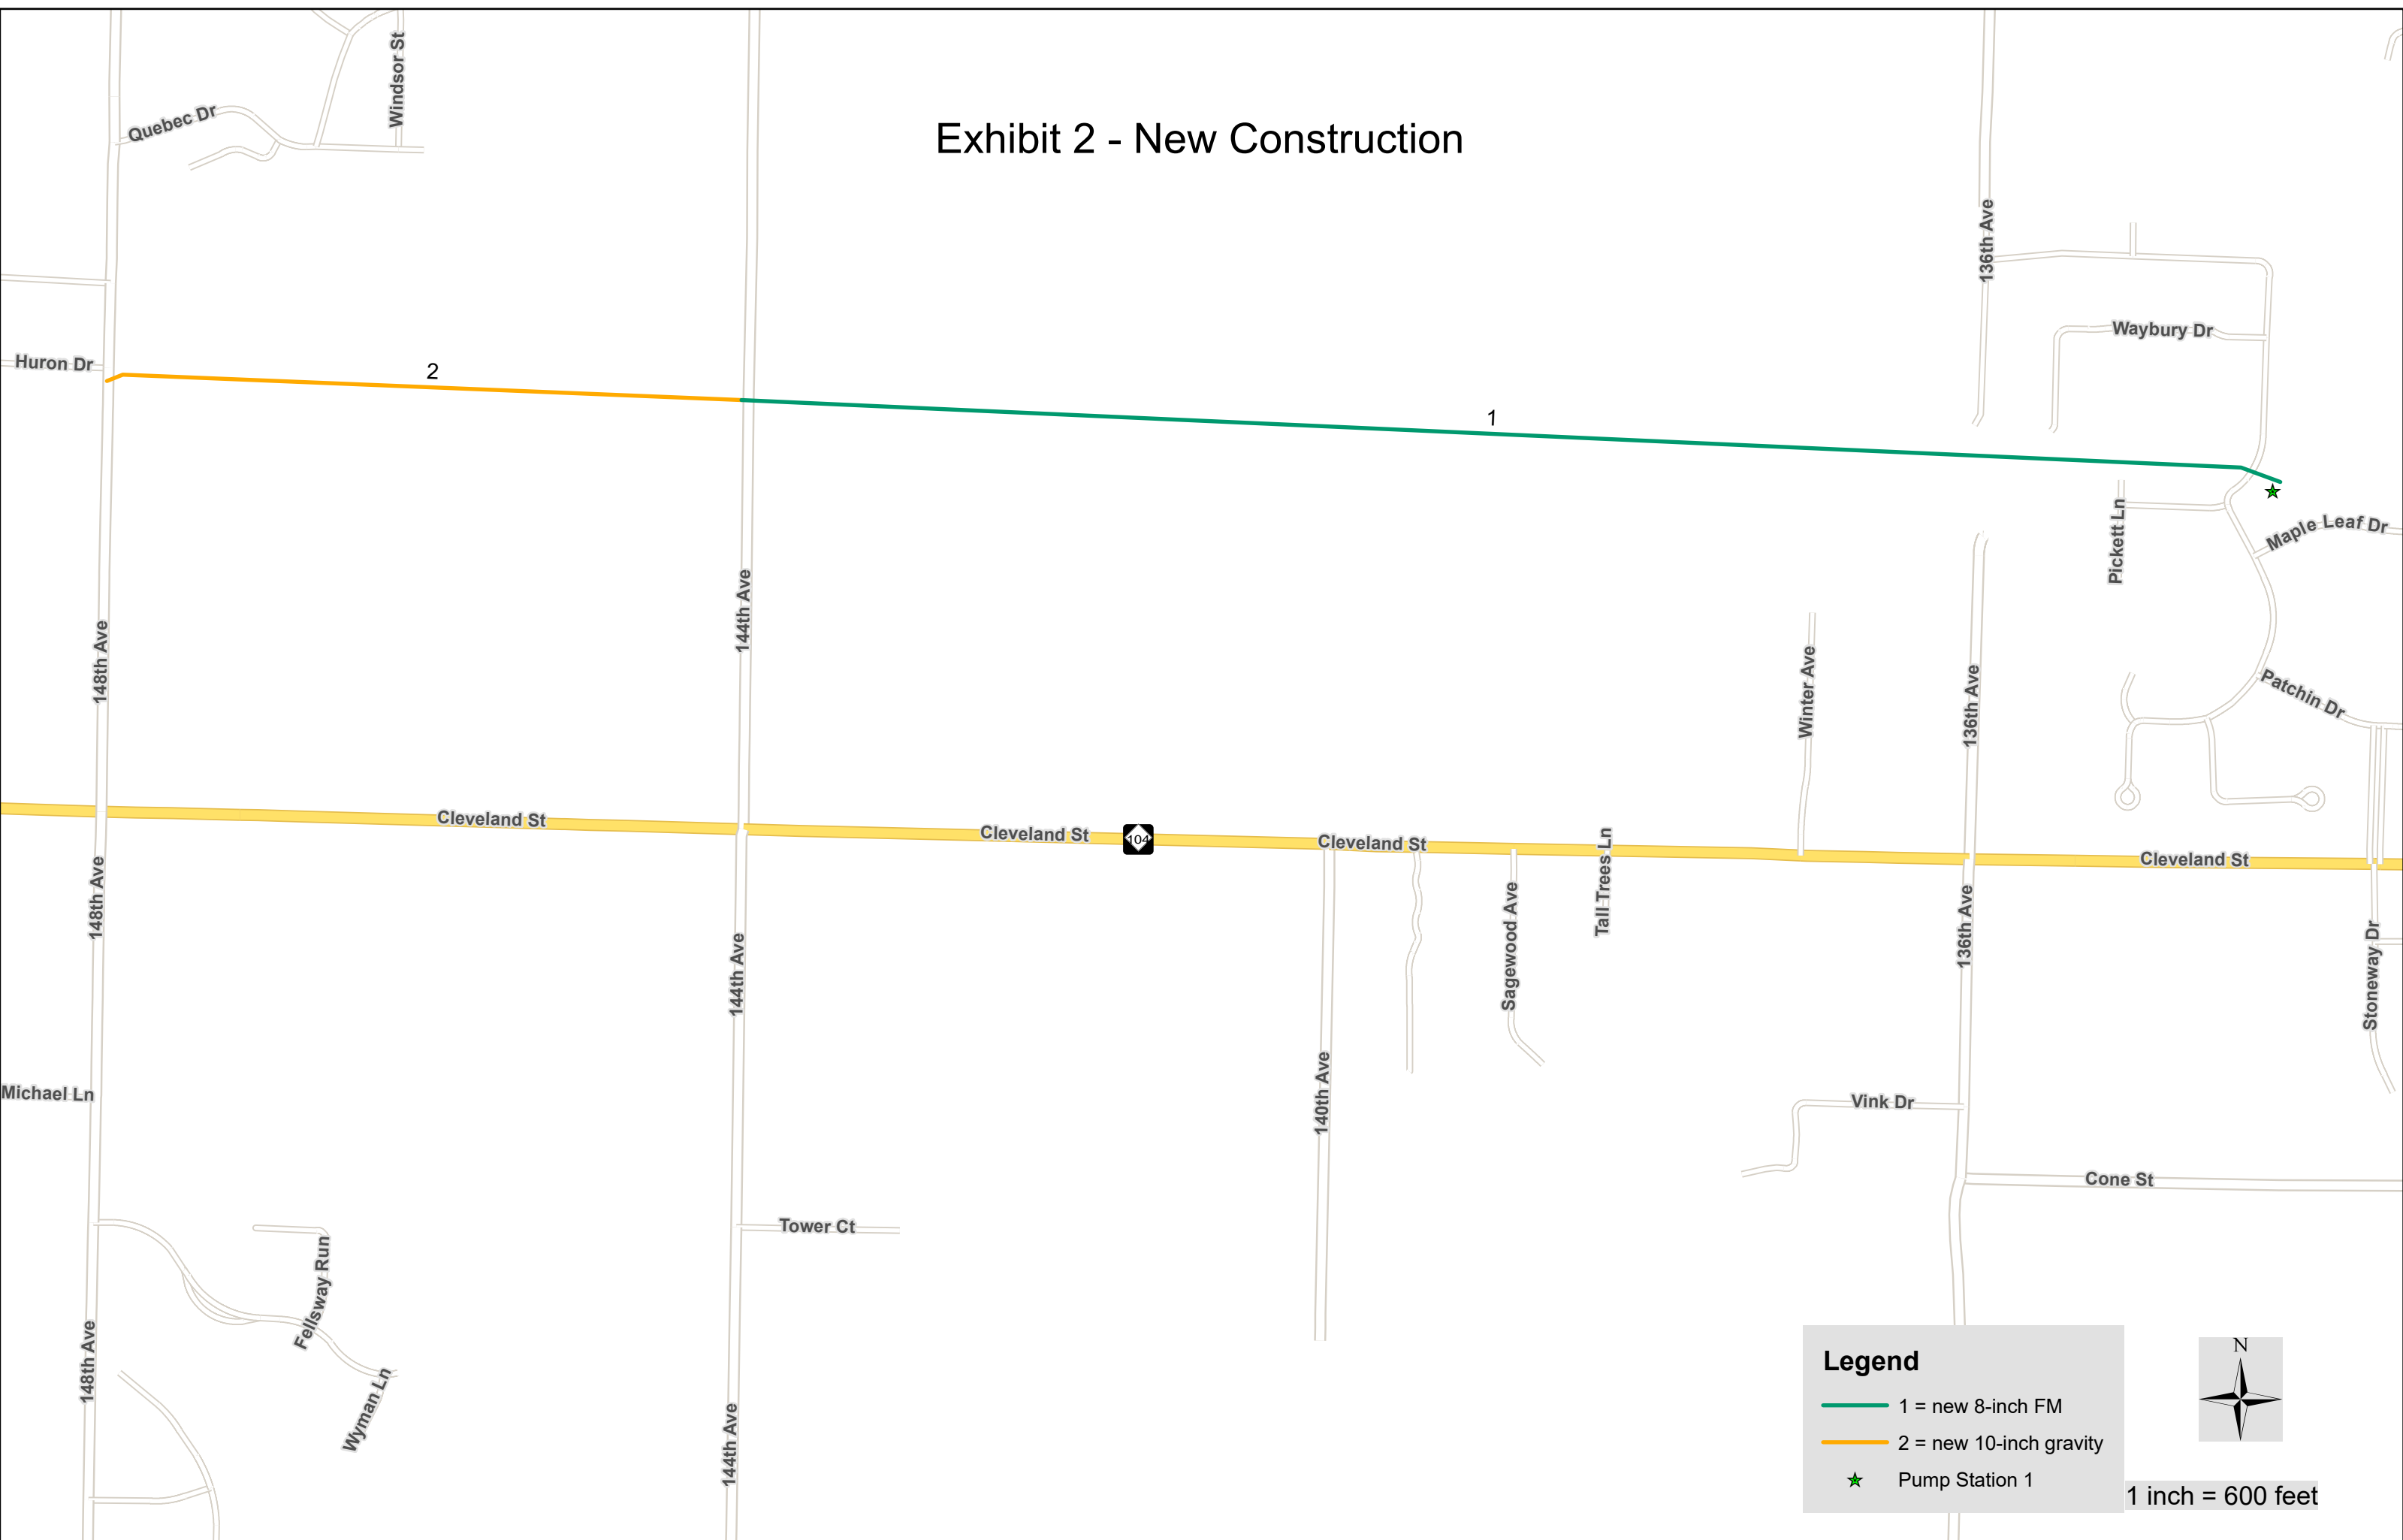 Windsor St
Quebec Dr
Exhibit 2 - New Construction
136th Ave
Waybury Dr
Huron Dr
2
1
Maple Leaf Dr
Pickett Ln
144th Ave
148th Ave
Winter Ave
136th Ave
Patchin Dr
Cleveland St
Cleveland St
104
Cleveland St
Tall Trees Ln
Cleveland St
148th Ave
144th Ave
Sagewood Ave
136th Ave
Stoneway Dr
Michael Ln
140th Ave
Vink Dr
Cone St
Tower Ct
Fellsway Run
148th Ave
Wyman Ln
144th Ave
Legend
1 = new 8-inch FM
2 = new 10-inch gravity
Pump Station 1
N
1 inch = 600 feet